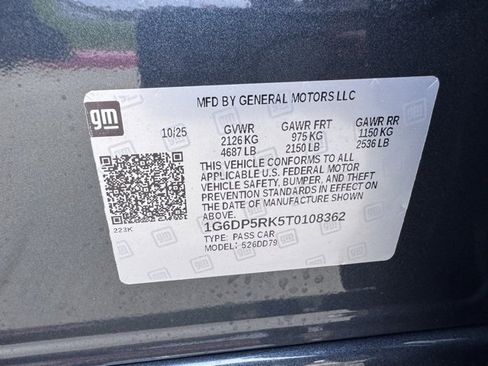 MFD BY GENERAL MOTORS LLC
gm
10/25 GVWR GAWR FRT GAWR RR
2126 KG 975 KG 1150 KG
4687 LB 2150 LB 2536 LB
THIS VEHICLE CONFORMS TO ALL
APPLICABLE U.S. FEDERAL MOTOR
VEHICLE SAFETY, BUMPER, AND THEFT
PREVENTION STANDARDS IN EFFECT ON
THE DATE OF MANUFACTURE SHOWN
ABOVE.
1G6DP5RK5T0108362
TYPE: PASS CAR
MODEL: 526DD79
223K